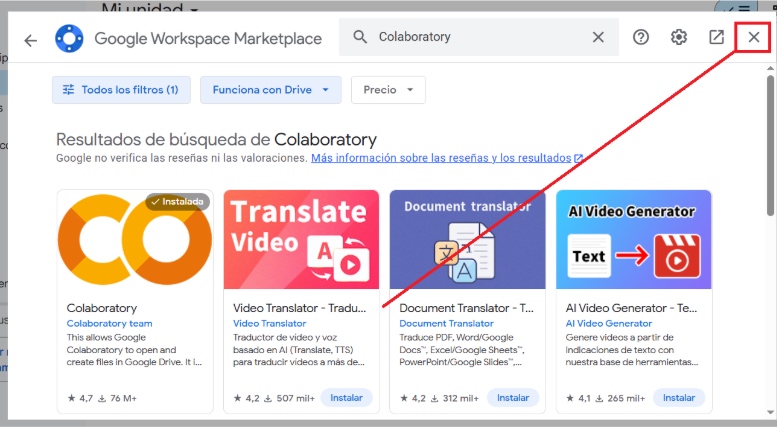 Mi unidad
Google Workspace Marketplace
Colaboratory
Todos los filtros (1)
Funciona con Drive
Precio
Resultados de búsqueda de Colaboratory
Google no verifica las reseñas ni las valoraciones. Más información sobre las reseñas y los resultados
Instalada
Colaboratory
Colaboratory team
This allows Google
Colaboratory to open and
create files in Google Drive. It i...
4,7 76 M+
Translate
Video
A
Video Translator - Tradu...
Video Translator
Traductor de video y voz
basado en AI (Translate, TTS)
para traducir vídeos a más de...
4,2 507 mil+ Instalar
Document translator
文
A
Document Translator - T...
Document Translator
Traduce PDF, Word/Google
Docs™, Excel/Google Sheets™,
PowerPoint/Google Slides™,...
4,2 312 mil+ Instalar
AI Video Generator
Text
AI Video Generator - Te...
AI Video Generator
Genere videos a partir de
indicaciones de texto con
nuestra base de herramientas...
4,1 265 mil+ Instalar